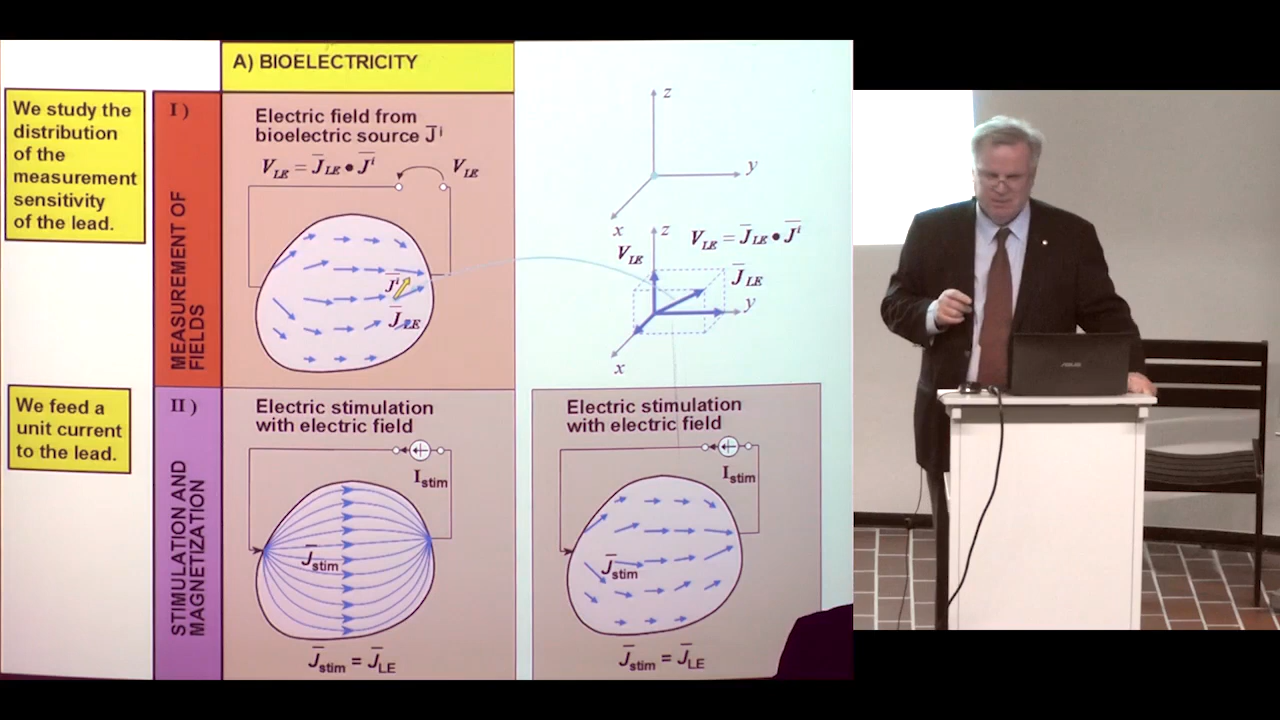 A) BIOELECTRICITY
We study the
distribution
of the
measurement
sensitivity
of the lead.
I)
MEASUREMENT OF
FIELDS
Electric field from
bioelectric source J̅ⁱ
V_LE = J̅_LE • J̅ⁱ
V_LE
J̅ⁱ
J̅_LE
z
y
x
V_LE
z
V_LE = J̅_LE • J̅ⁱ
J̅_LE
y
x
We feed a
unit current
to the lead.
II)
STIMULATION AND
MAGNETIZATION
Electric stimulation
with electric field
I_stim
J̅_stim
J̅_stim = J̅_LE
Electric stimulation
with electric field
I_stim
J̅_stim
J̅_stim = J̅_LE
ASUS